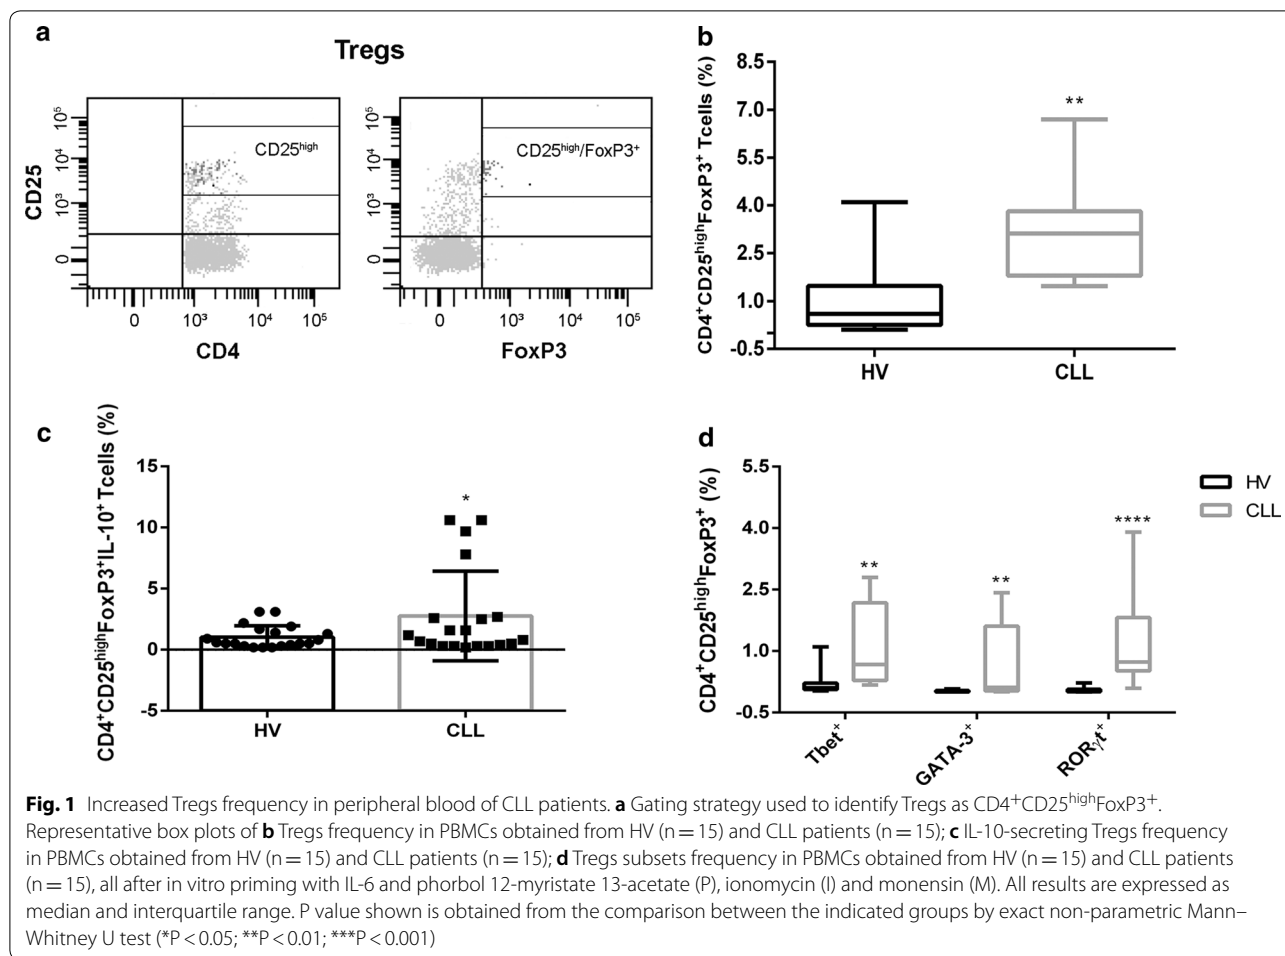 a
Tregs
CD25
10⁵
10⁴
10³
0
CD25ʰⁱᵍʰ
0
10³
10⁴
10⁵
CD4
10⁵
10⁴
10³
0
CD25ʰⁱᵍʰ/FoxP3⁺
0
10³
10⁴
10⁵
FoxP3
b
CD4⁺CD25ʰⁱᵍʰFoxP3⁺ Tcells (%)
8.5
7.0
5.5
4.0
2.5
1.0
-0.5
**
HV
CLL
c
CD4⁺CD25ʰⁱᵍʰFoxP3⁺IL-10⁺ Tcells (%)
15
10
5
0
-5
*
HV
CLL
d
CD4⁺CD25ʰⁱᵍʰFoxP3⁺ (%)
5.5
4.0
2.5
1.0
-0.5
**
**
****
Tbet⁺
GATA-3⁺
RORγt⁺
HV
CLL
Fig. 1 Increased Tregs frequency in peripheral blood of CLL patients. a Gating strategy used to identify Tregs as CD4⁺CD25ʰⁱᵍʰFoxP3⁺.
Representative box plots of b Tregs frequency in PBMCs obtained from HV (n = 15) and CLL patients (n = 15); c IL-10-secreting Tregs frequency
in PBMCs obtained from HV (n = 15) and CLL patients (n = 15); d Tregs subsets frequency in PBMCs obtained from HV (n = 15) and CLL patients
(n = 15), all after in vitro priming with IL-6 and phorbol 12-myristate 13-acetate (P), ionomycin (I) and monensin (M). All results are expressed as
median and interquartile range. P value shown is obtained from the comparison between the indicated groups by exact non-parametric Mann–
Whitney U test (*P < 0.05; **P < 0.01; ***P < 0.001)